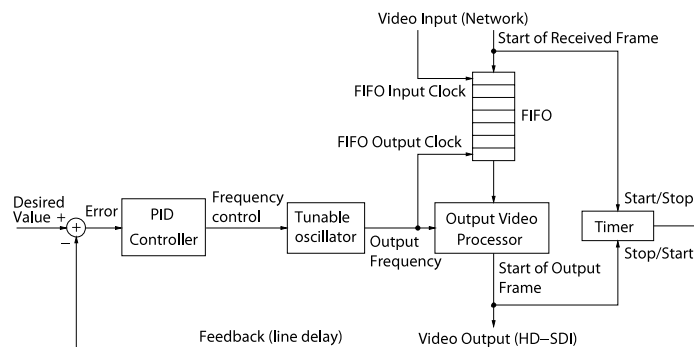 Video Input (Network)
Start of Received Frame
FIFO Input Clock
FIFO
FIFO Output Clock
Desired
Value +
Error
+
−
PID
Controller
Frequency
control
Tunable
oscillator
Output
Frequency
Output Video
Processor
Start/Stop
Timer
Stop/Start
Start of Output
Frame
Feedback (line delay)
Video Output (HD−SDI)